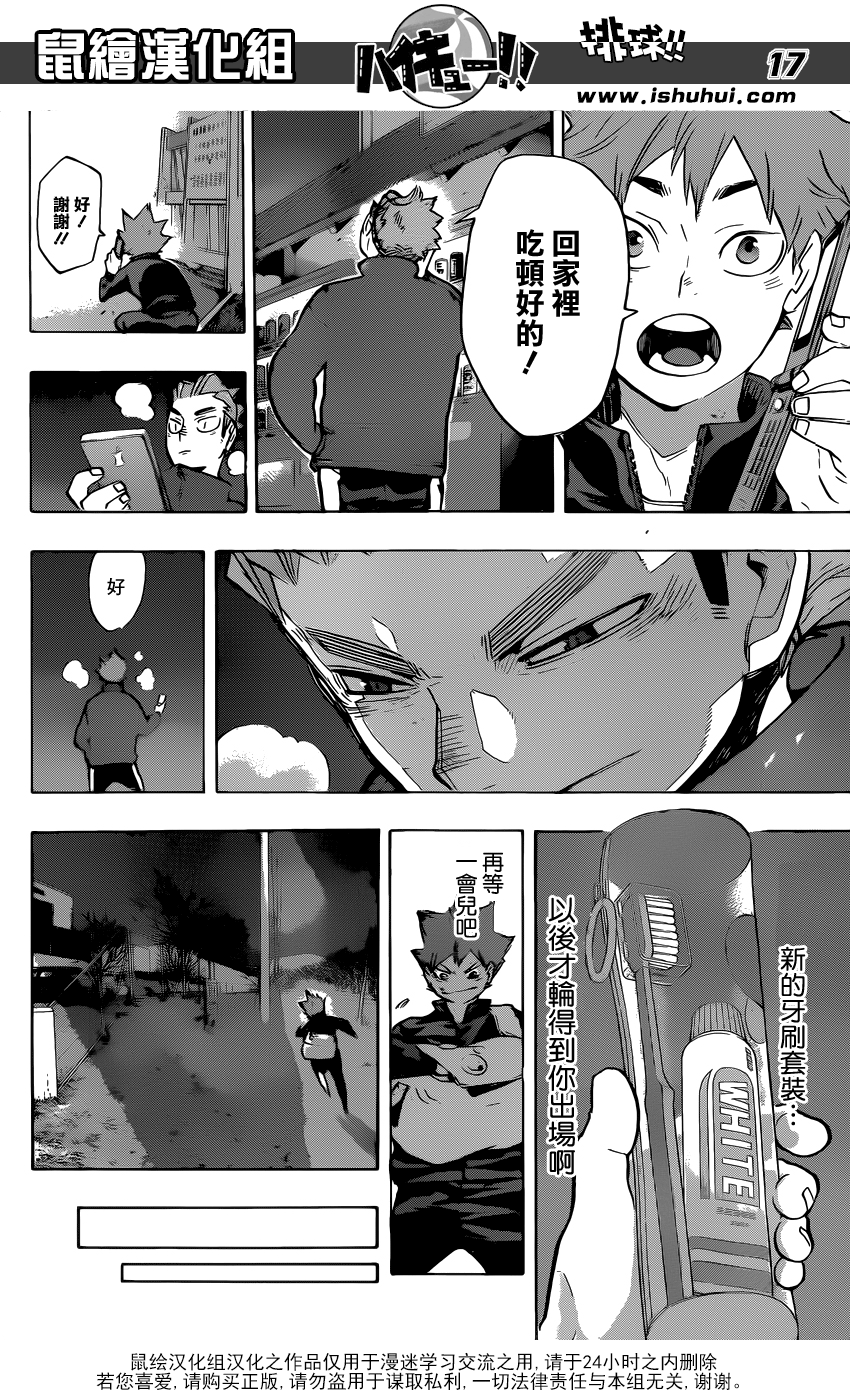 鼠繪漢化組
ハイキュー!!
排球!!
17
www.ishuhui.com
回家裡
吃頓好的！
好！
謝謝!!
好
新的牙刷套裝…
以後才輪得到你出場啊
WHITE
再等
一會兒吧
鼠绘汉化组汉化之作品仅用于漫迷学习交流之用,请于24小时之内删除
若您喜爱,请购买正版,请勿盗用于谋取私利,一切法律责任与本组无关,谢谢。